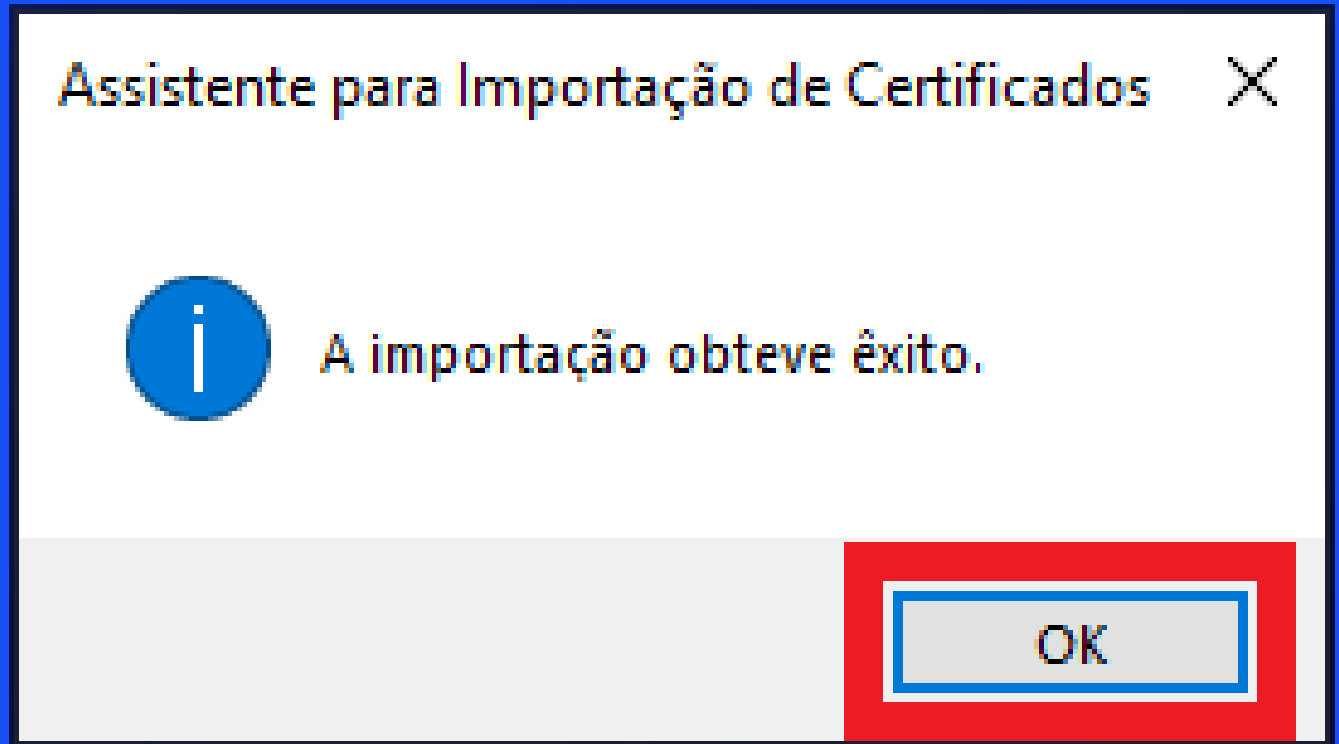 Assistente para Importação de Certificados
A importação obteve êxito.
OK